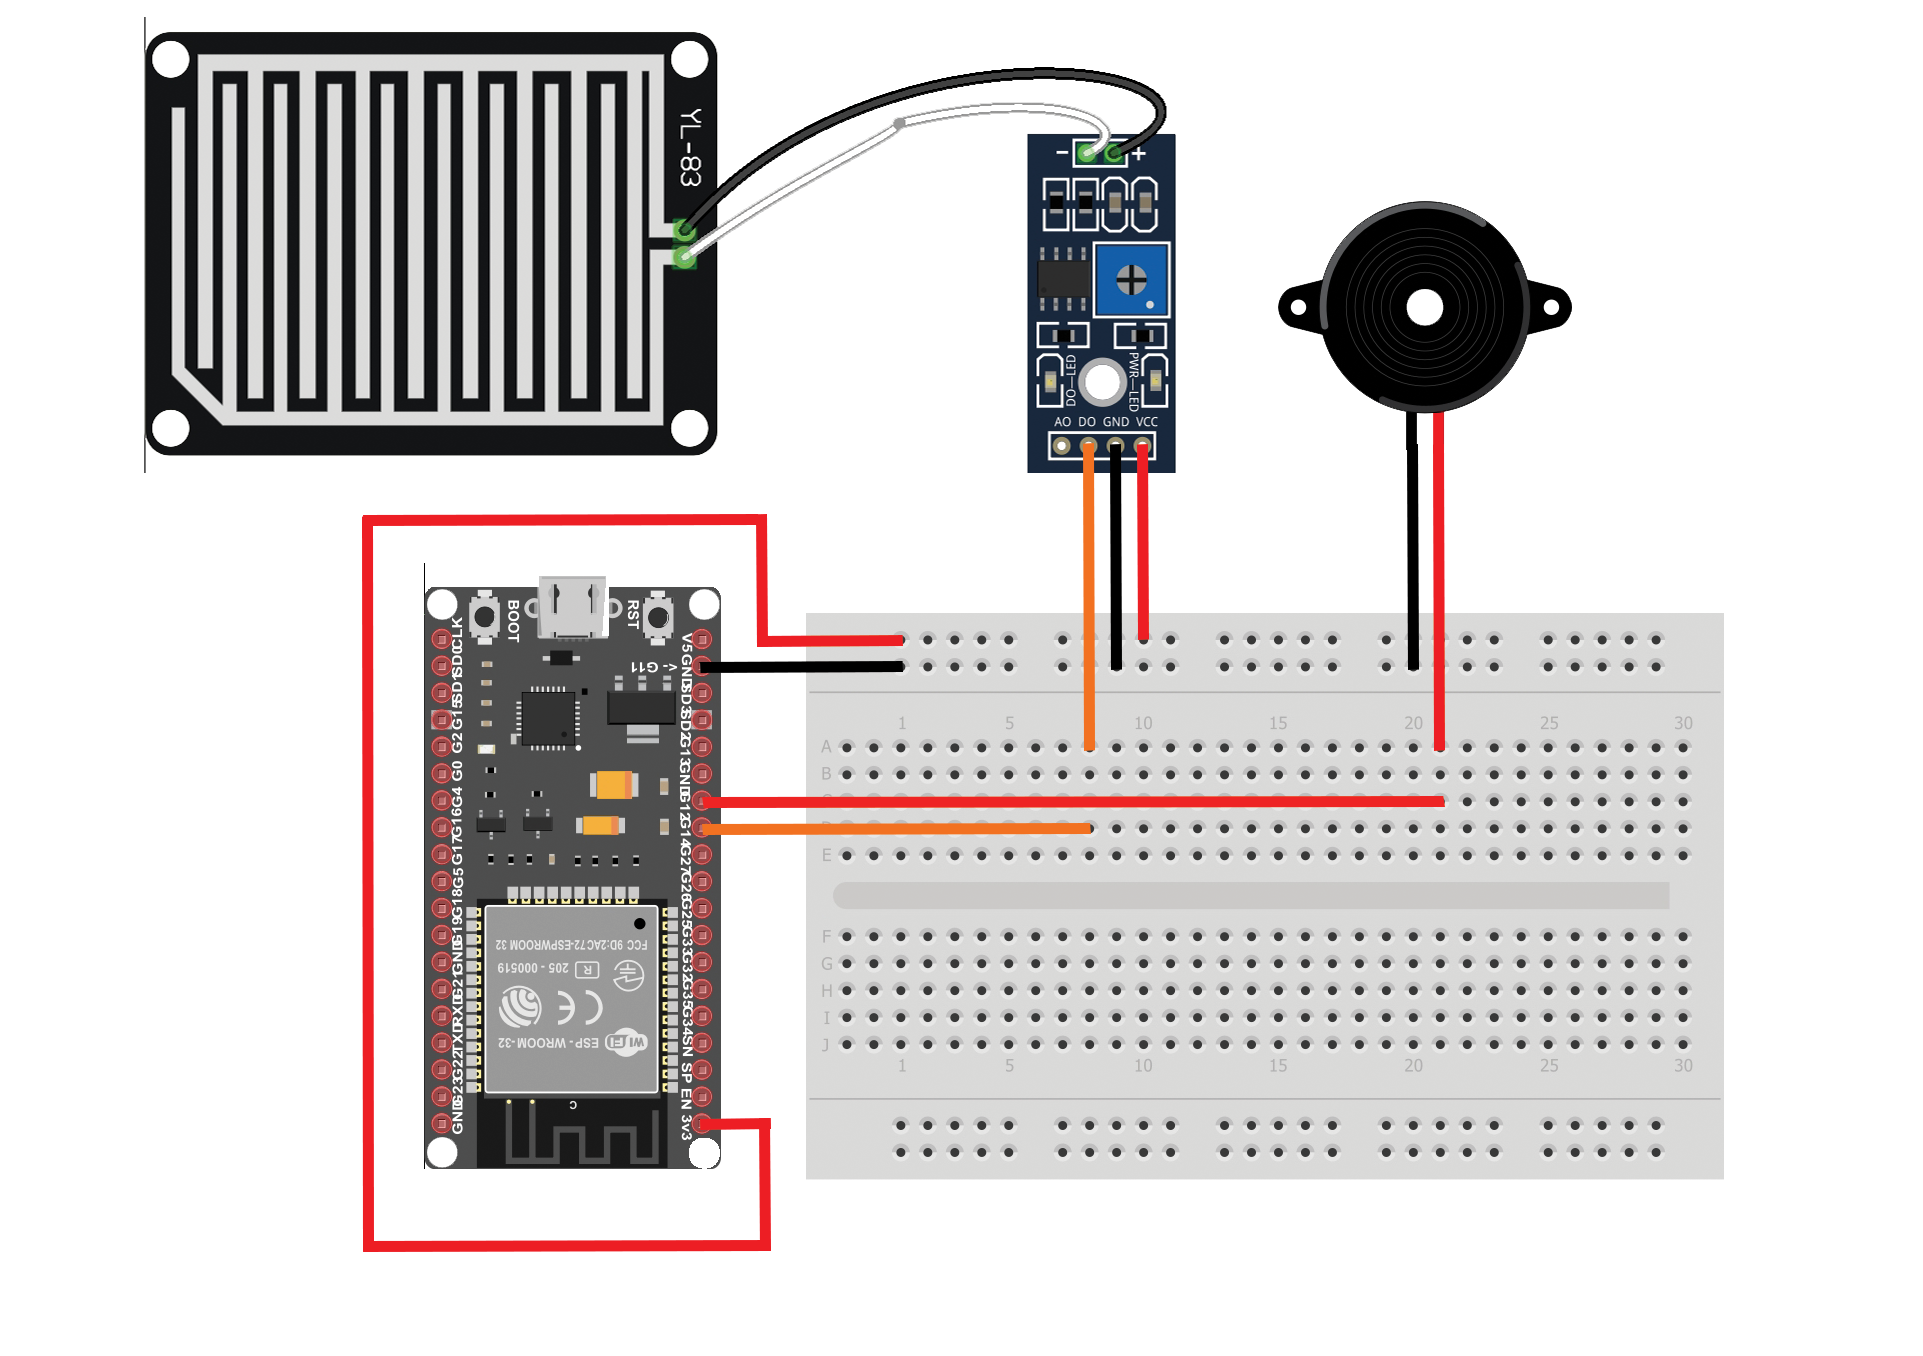 YL-83
- +
DO—LED
PWR—LED
AO DO GND VCC
BOOT
RST
<- G11
CLK
SD0
SD1
G15
G2
G0
G4
G16
G17
G5
G18
G19
GND
G21
RXD
TXD
G22
G23
GND
V5
GND
SD3
SD2
G13
GND
G12
G14
G27
G26
G25
G33
G32
G35
G34
SN
SP
EN
3v3
FCC 9D:2AC72-ESPWROOM 32
R 205 - 000519
CE
WiFi ESP - WROOM-32
C
1 5 10 15 20 25 30
A
B
E
F
G
H
I
J
1 5 10 15 20 25 30